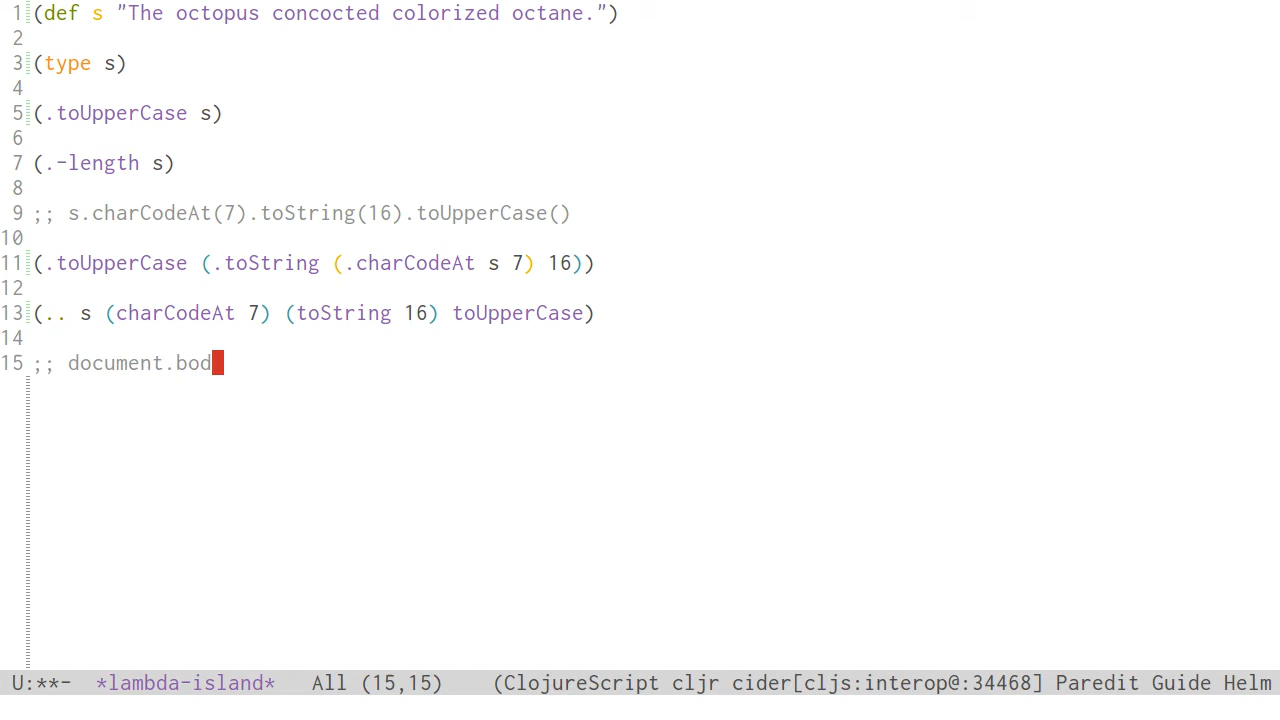 1 (def s "The octopus concocted colorized octane.")
2
3 (type s)
4
5 (.toUpperCase s)
6
7 (.-length s)
8
9 ;; s.charCodeAt(7).toString(16).toUpperCase()
10
11 (.toUpperCase (.toString (.charCodeAt s 7) 16))
12
13 (.. s (charCodeAt 7) (toString 16) toUpperCase)
14
15 ;; document.bod
U:**-  *lambda-island*   All (15,15)    (ClojureScript cljr cider[cljs:interop@:34468] Paredit Guide Helm